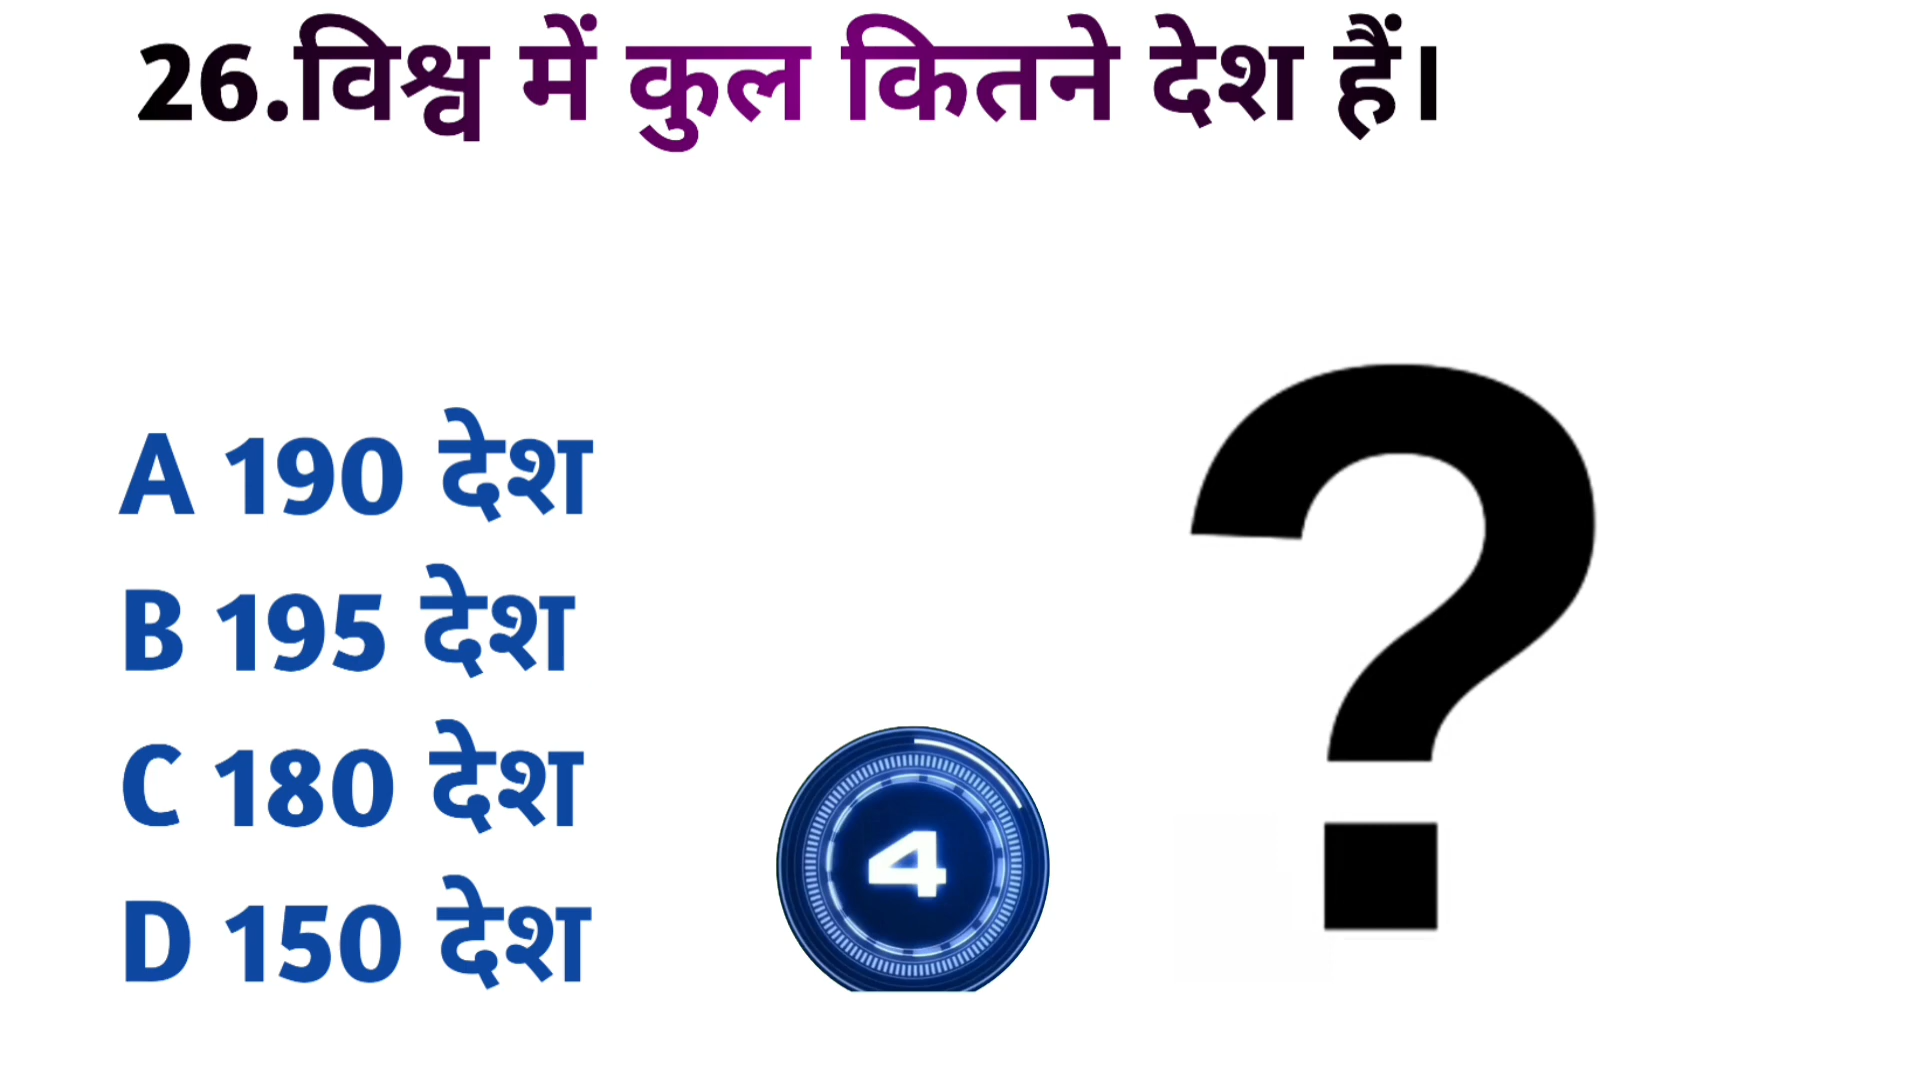 26.विश्व में कुल कितने देश हैं।
A 190 देश
B 195 देश
C 180 देश
D 150 देश
4
?